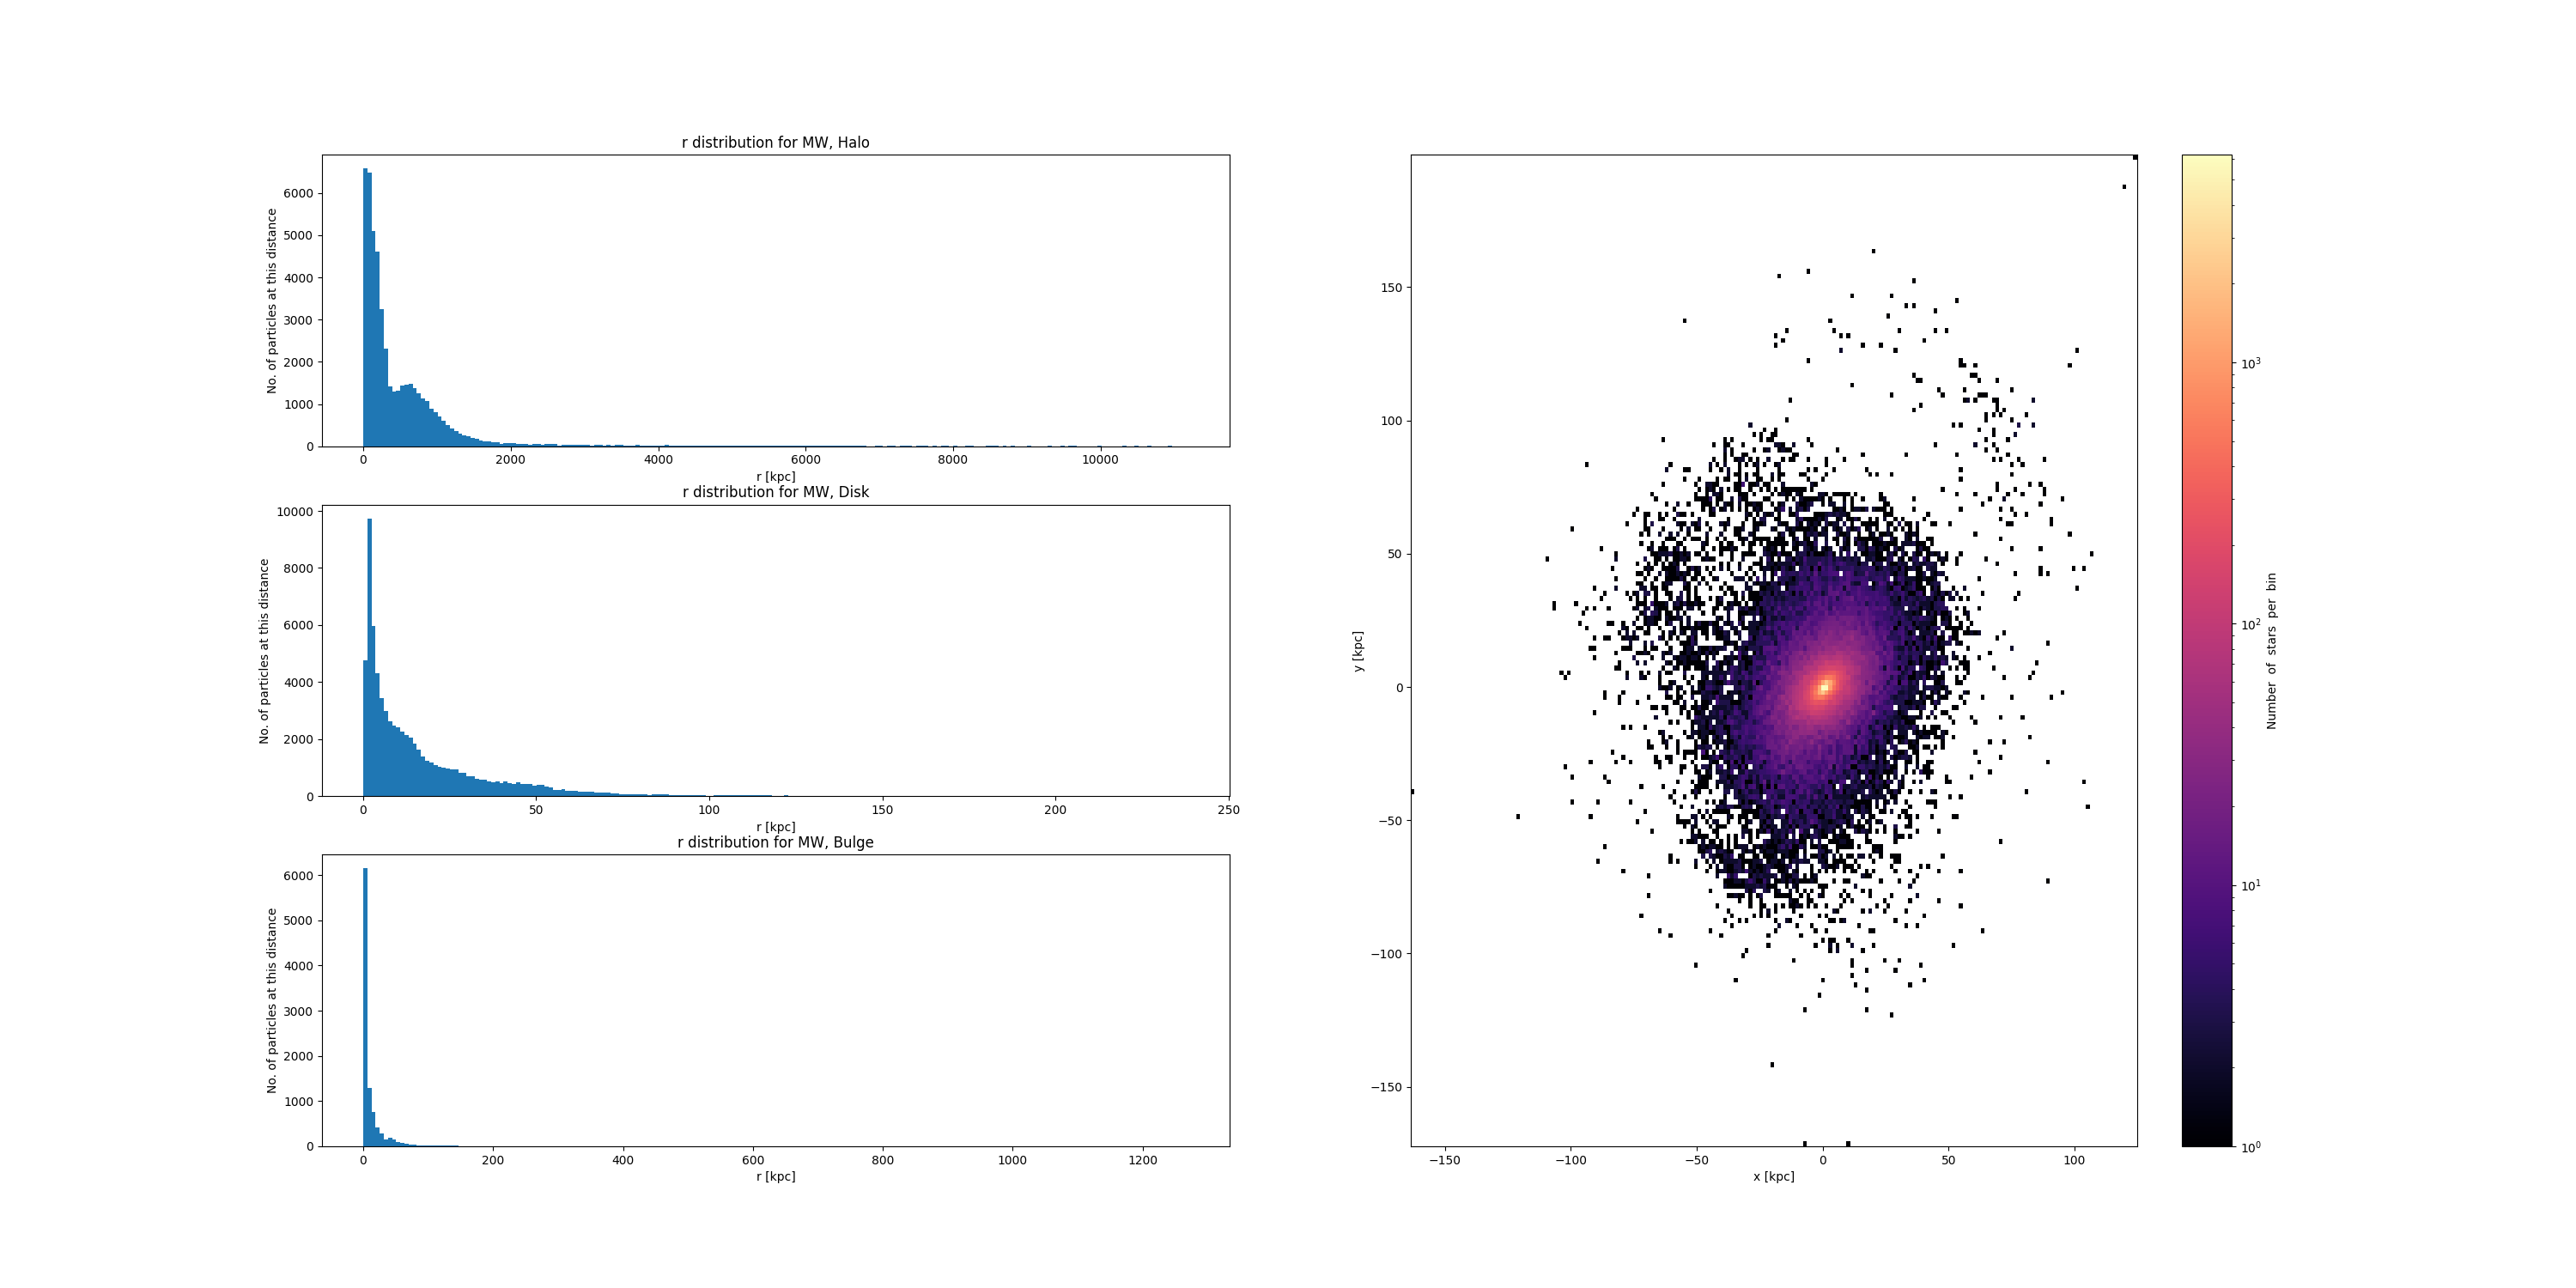 r distribution for MW, Halo
No. of particles at this distance
6000
5000
4000
3000
2000
1000
0
0 2000 4000 6000 8000 10000
r [kpc]
r distribution for MW, Disk
No. of particles at this distance
10000
8000
6000
4000
2000
0
0 50 100 150 200 250
r [kpc]
r distribution for MW, Bulge
No. of particles at this distance
6000
5000
4000
3000
2000
1000
0
0 200 400 600 800 1000 1200
r [kpc]
y [kpc]
150
100
50
0
−50
−100
−150
−150 −100 −50 0 50 100
x [kpc]
10³
10²
10¹
10⁰
Number of stars per bin